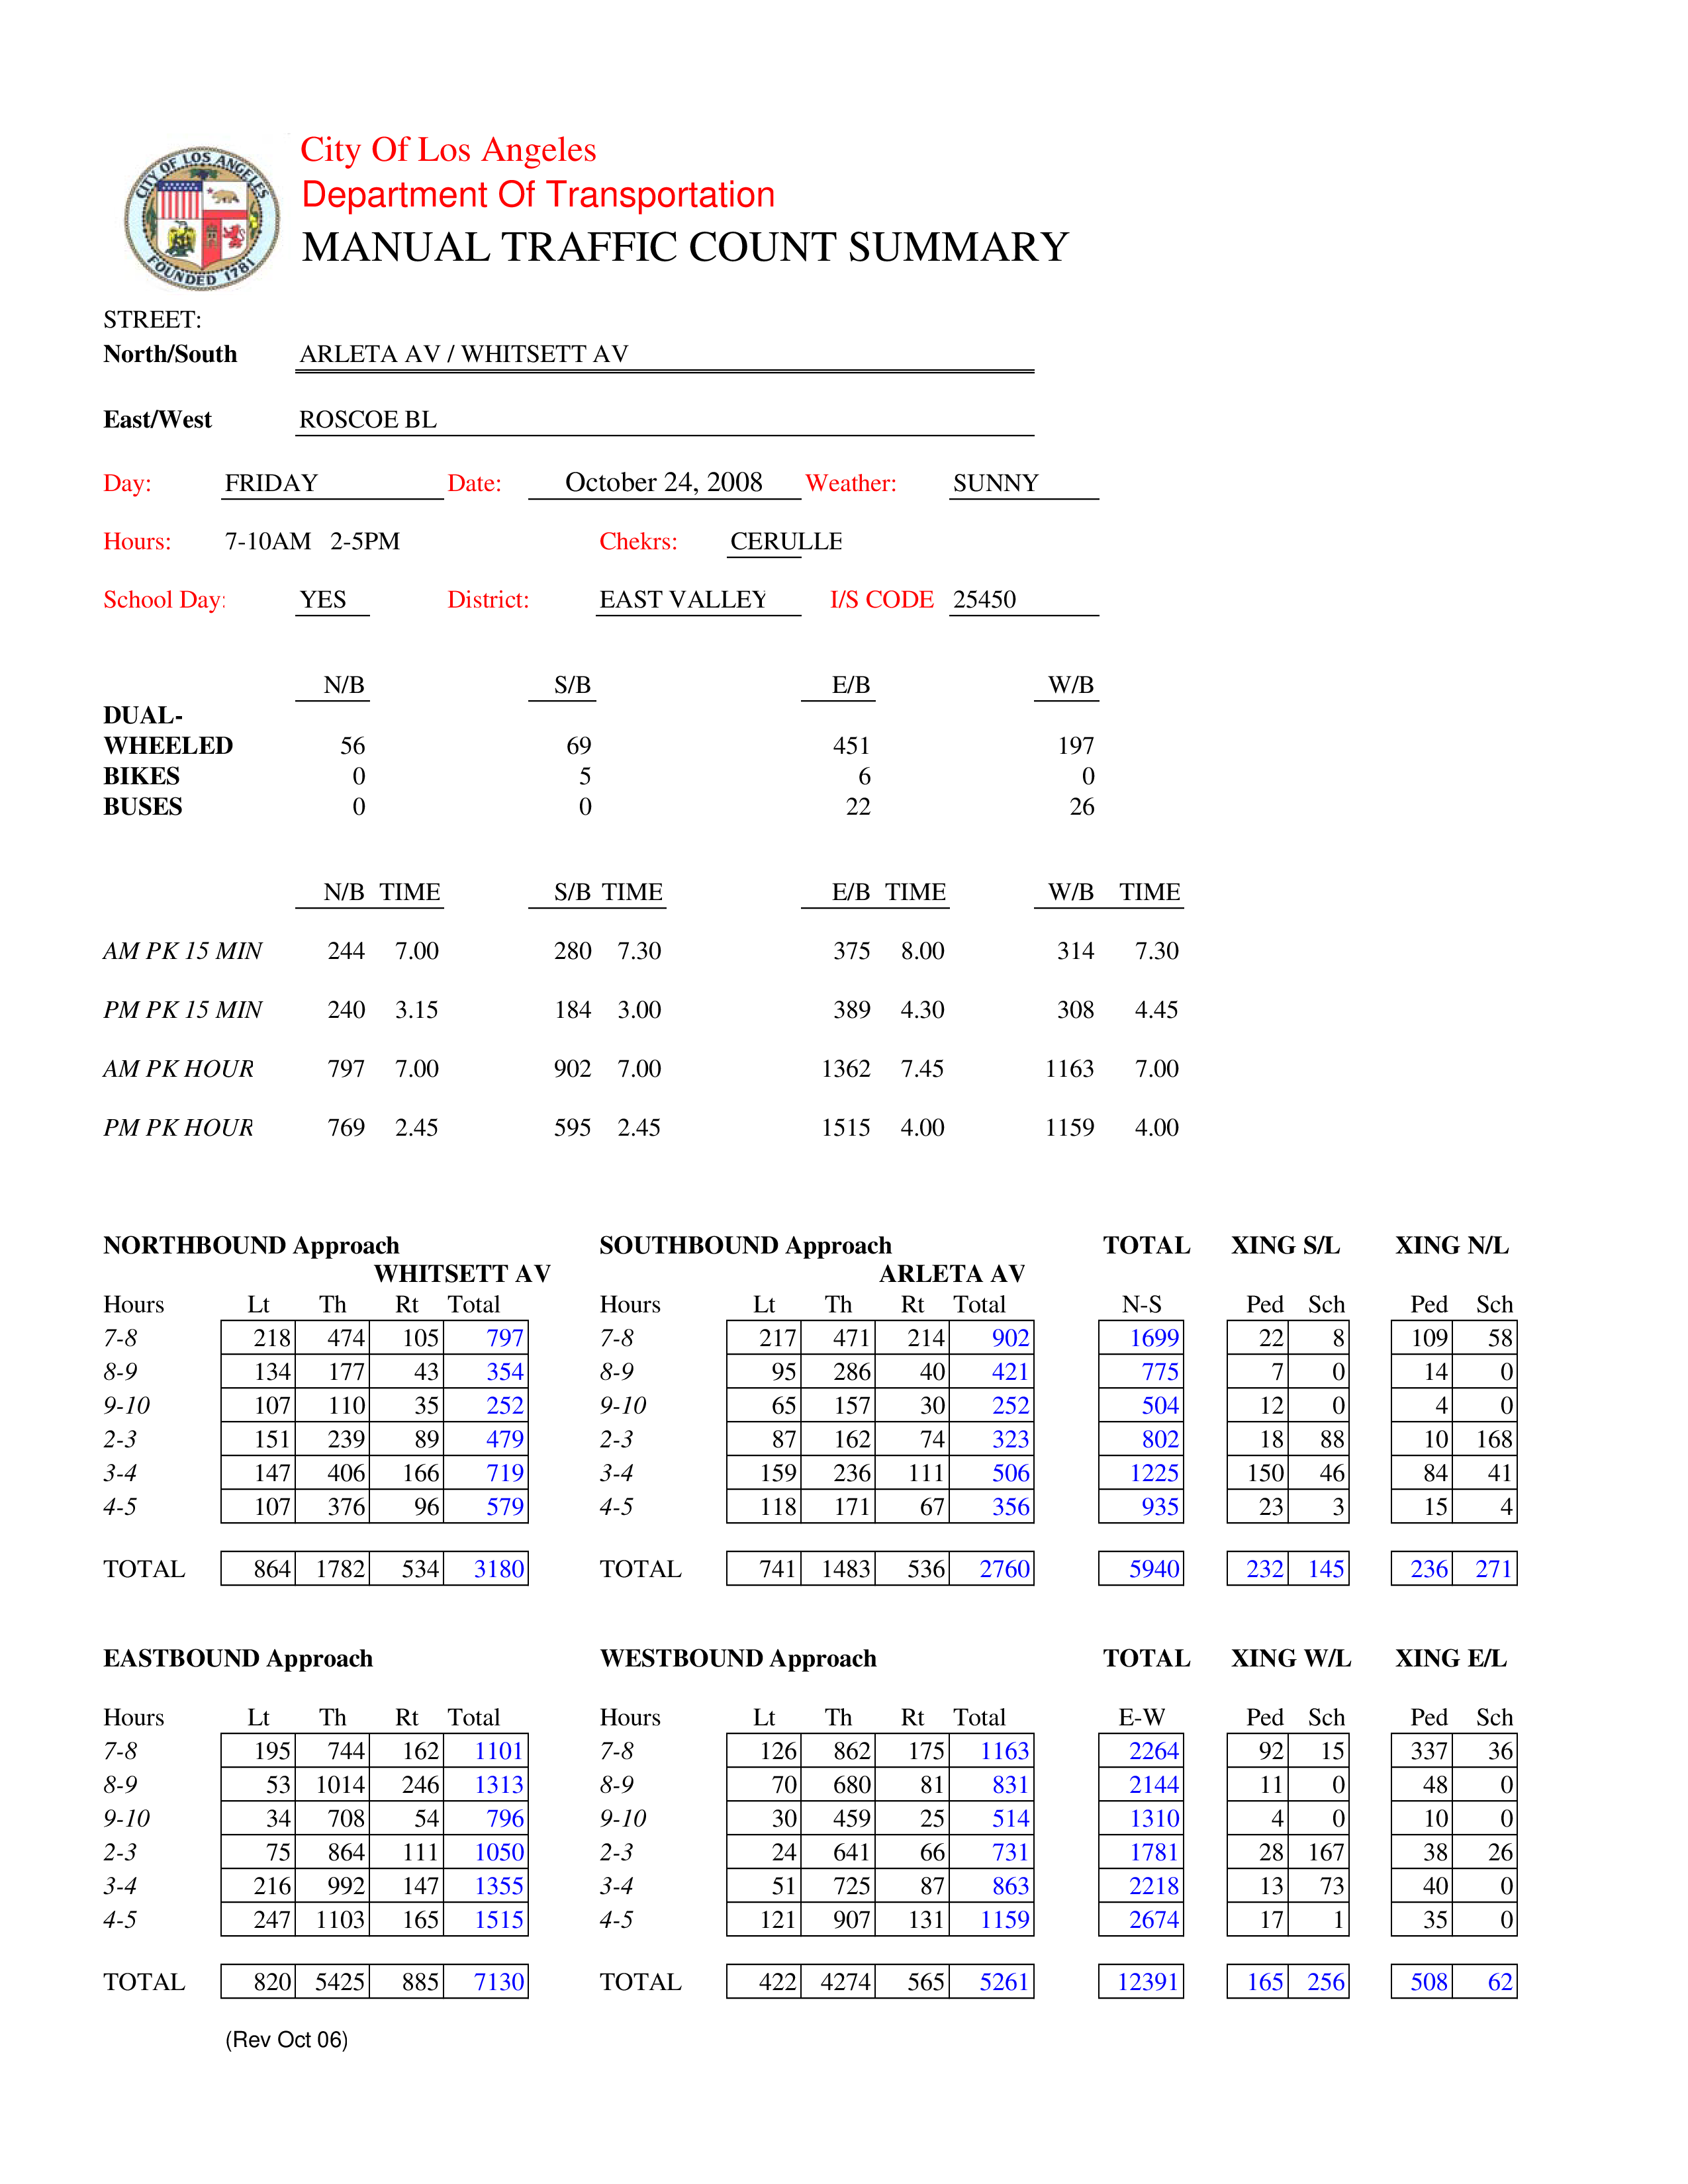 CITY OF LOS ANGELES
FOUNDED 1781
City Of Los Angeles
Department Of Transportation
MANUAL TRAFFIC COUNT SUMMARY
STREET:
North/South ARLETA AV / WHITSETT AV
East/West ROSCOE BL
Day: FRIDAY Date: October 24, 2008 Weather: SUNNY
Hours: 7-10AM 2-5PM Chekrs: CERULLE
School Day: YES District: EAST VALLEY I/S CODE 25450
N/B S/B E/B W/B
DUAL-
WHEELED 56 69 451 197
BIKES 0 5 6 0
BUSES 0 0 22 26
N/B TIME S/B TIME E/B TIME W/B TIME
AM PK 15 MIN 244 7.00 280 7.30 375 8.00 314 7.30
PM PK 15 MIN 240 3.15 184 3.00 389 4.30 308 4.45
AM PK HOUR 797 7.00 902 7.00 1362 7.45 1163 7.00
PM PK HOUR 769 2.45 595 2.45 1515 4.00 1159 4.00
NORTHBOUND Approach SOUTHBOUND Approach TOTAL XING S/L XING N/L
WHITSETT AV ARLETA AV
Hours Lt Th Rt Total Hours Lt Th Rt Total N-S Ped Sch Ped Sch
7-8 218 474 105 797 7-8 217 471 214 902 1699 22 8 109 58
8-9 134 177 43 354 8-9 95 286 40 421 775 7 0 14 0
9-10 107 110 35 252 9-10 65 157 30 252 504 12 0 4 0
2-3 151 239 89 479 2-3 87 162 74 323 802 18 88 10 168
3-4 147 406 166 719 3-4 159 236 111 506 1225 150 46 84 41
4-5 107 376 96 579 4-5 118 171 67 356 935 23 3 15 4
TOTAL 864 1782 534 3180 TOTAL 741 1483 536 2760 5940 232 145 236 271
EASTBOUND Approach WESTBOUND Approach TOTAL XING W/L XING E/L
Hours Lt Th Rt Total Hours Lt Th Rt Total E-W Ped Sch Ped Sch
7-8 195 744 162 1101 7-8 126 862 175 1163 2264 92 15 337 36
8-9 53 1014 246 1313 8-9 70 680 81 831 2144 11 0 48 0
9-10 34 708 54 796 9-10 30 459 25 514 1310 4 0 10 0
2-3 75 864 111 1050 2-3 24 641 66 731 1781 28 167 38 26
3-4 216 992 147 1355 3-4 51 725 87 863 2218 13 73 40 0
4-5 247 1103 165 1515 4-5 121 907 131 1159 2674 17 1 35 0
TOTAL 820 5425 885 7130 TOTAL 422 4274 565 5261 12391 165 256 508 62
(Rev Oct 06)